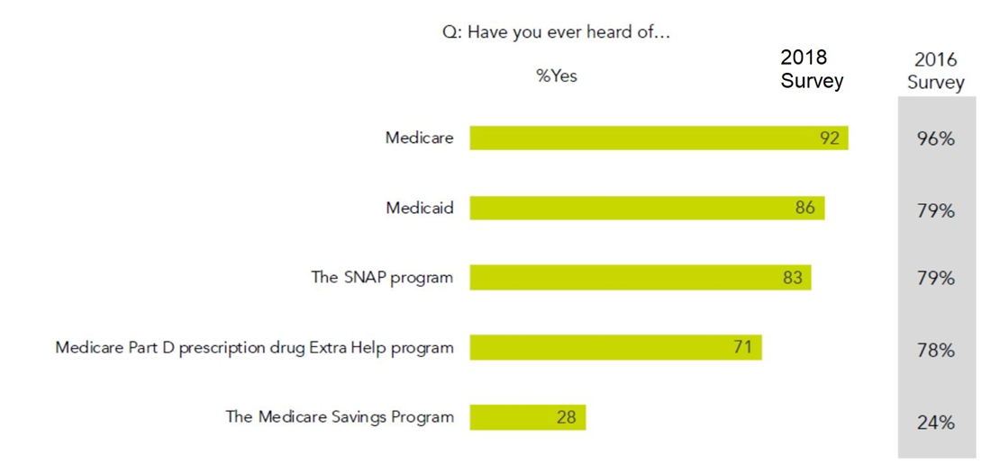 Q: Have you ever heard of...
%Yes
2018
Survey
2016
Survey
Medicare 92 96%
Medicaid 86 79%
The SNAP program 83 79%
Medicare Part D prescription drug Extra Help program 71 78%
The Medicare Savings Program 28 24%